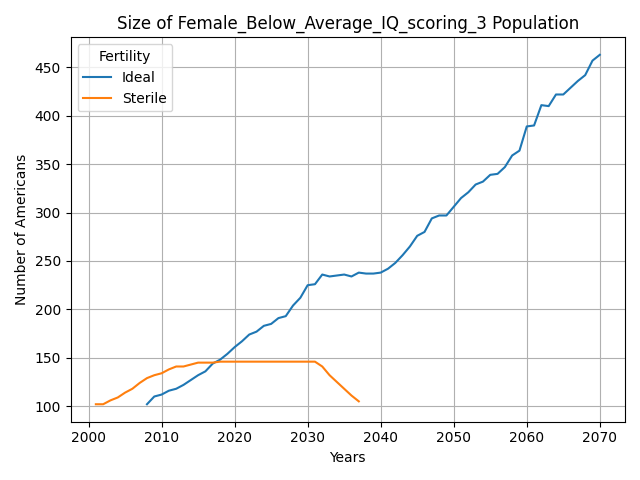 Size of Female_Below_Average_IQ_scoring_3 Population
Fertility
Ideal
Sterile
Number of Americans
450
400
350
300
250
200
150
100
2000 2010 2020 2030 2040 2050 2060 2070
Years